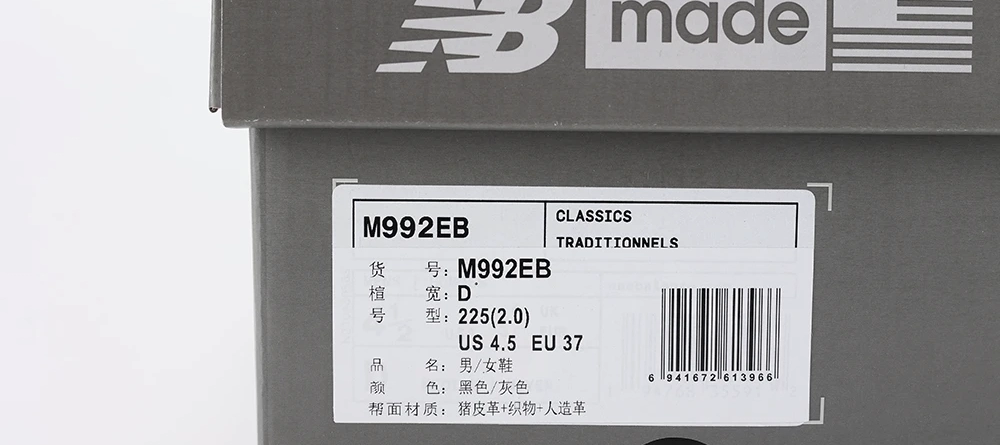 NB made
M992EB
CLASSICS
TRADITIONNELS
货 号: M992EB
楦 宽: D
号 型: 225(2.0)
US 4.5 EU 37
品 名: 男/女鞋
颜 色: 黑色/灰色
帮面材质: 猪皮革+织物+人造革
6 941672 613966